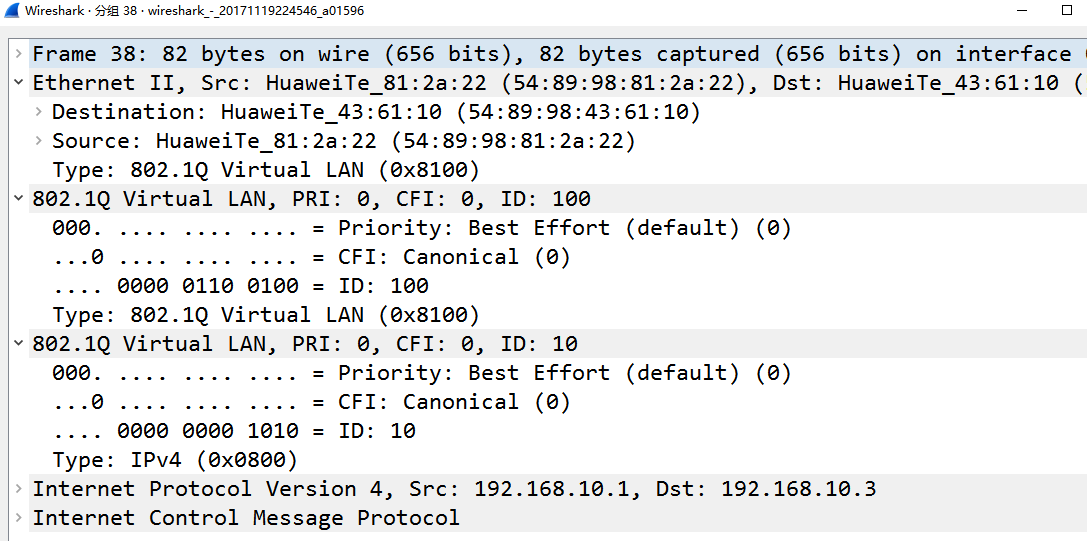 Wireshark · 分组 38 · wireshark_-_20171119224546_a01596
Frame 38: 82 bytes on wire (656 bits), 82 bytes captured (656 bits) on interface
Ethernet II, Src: HuaweiTe_81:2a:22 (54:89:98:81:2a:22), Dst: HuaweiTe_43:61:10 (
Destination: HuaweiTe_43:61:10 (54:89:98:43:61:10)
Source: HuaweiTe_81:2a:22 (54:89:98:81:2a:22)
Type: 802.1Q Virtual LAN (0x8100)
802.1Q Virtual LAN, PRI: 0, CFI: 0, ID: 100
000. .... .... .... = Priority: Best Effort (default) (0)
...0 .... .... .... = CFI: Canonical (0)
.... 0000 0110 0100 = ID: 100
Type: 802.1Q Virtual LAN (0x8100)
802.1Q Virtual LAN, PRI: 0, CFI: 0, ID: 10
000. .... .... .... = Priority: Best Effort (default) (0)
...0 .... .... .... = CFI: Canonical (0)
.... 0000 0000 1010 = ID: 10
Type: IPv4 (0x0800)
Internet Protocol Version 4, Src: 192.168.10.1, Dst: 192.168.10.3
Internet Control Message Protocol